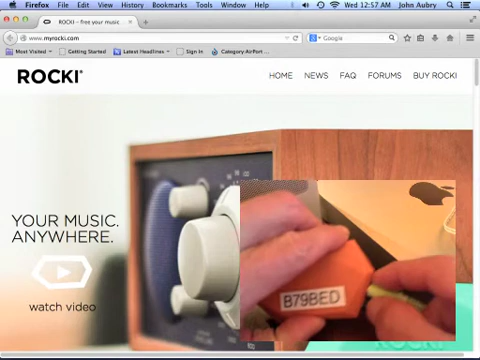 Firefox File Edit View History Bookmarks Tools Window Help Wed 12:57 AM John Aubry
ROCKI – free your music
www.myrocki.com Google
Most Visited Getting Started Latest Headlines Sign In Category AirPort ...
ROCKI
HOME NEWS FAQ FORUMS BUY ROCKI
YOUR MUSIC.
ANYWHERE.
watch video
B79BED
ROCKI